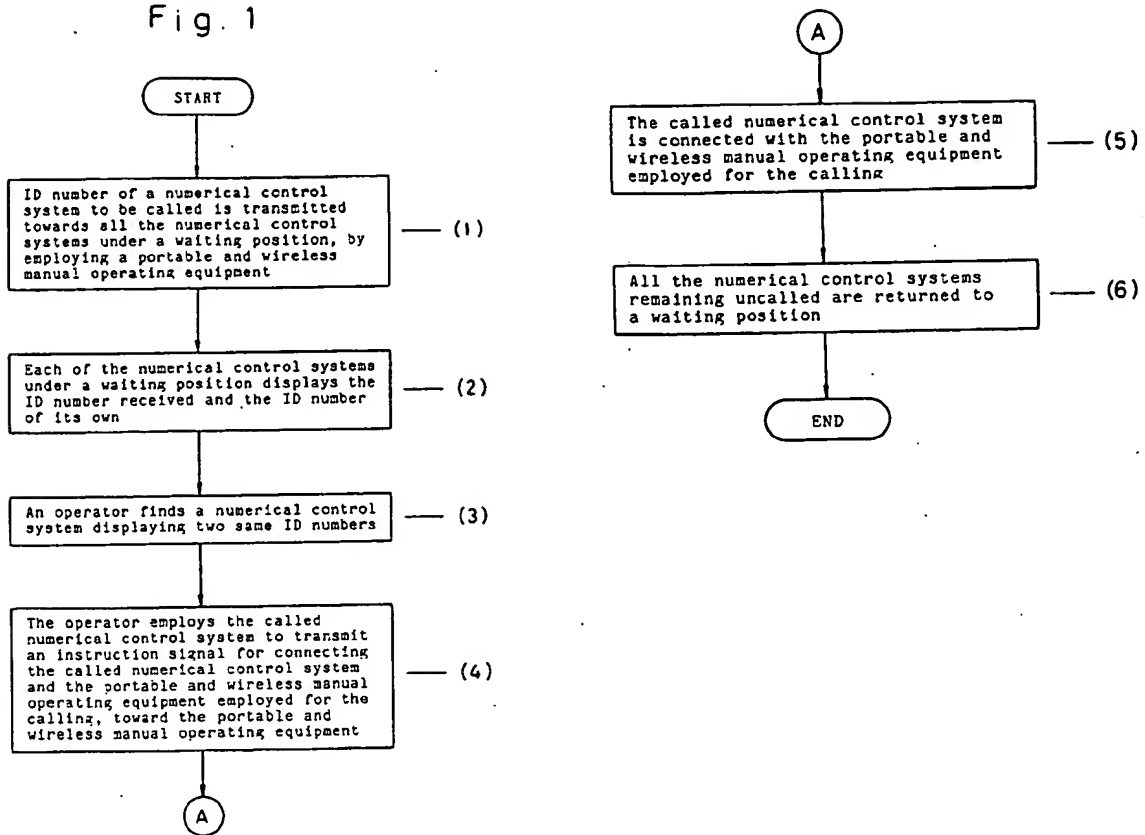 Fig. 1
START
ID number of a numerical control
system to be called is transmitted
towards all the numerical control
systems under a waiting position, by
employing a portable and wireless
manual operating equipment
(1)
Each of the numerical control systems
under a waiting position displays the
ID number received and the ID number
of its own
(2)
An operator finds a numerical control
system displaying two same ID numbers
(3)
The operator employs the called
numerical control system to transmit
an instruction signal for connecting
the called numerical control system
and the portable and wireless manual
operating equipment employed for the
calling, toward the portable and
wireless manual operating equipment
(4)
A
A
The called numerical control system
is connected with the portable and
wireless manual operating equipment
employed for the calling
(5)
All the numerical control systems
remaining uncalled are returned to
a waiting position
(6)
END